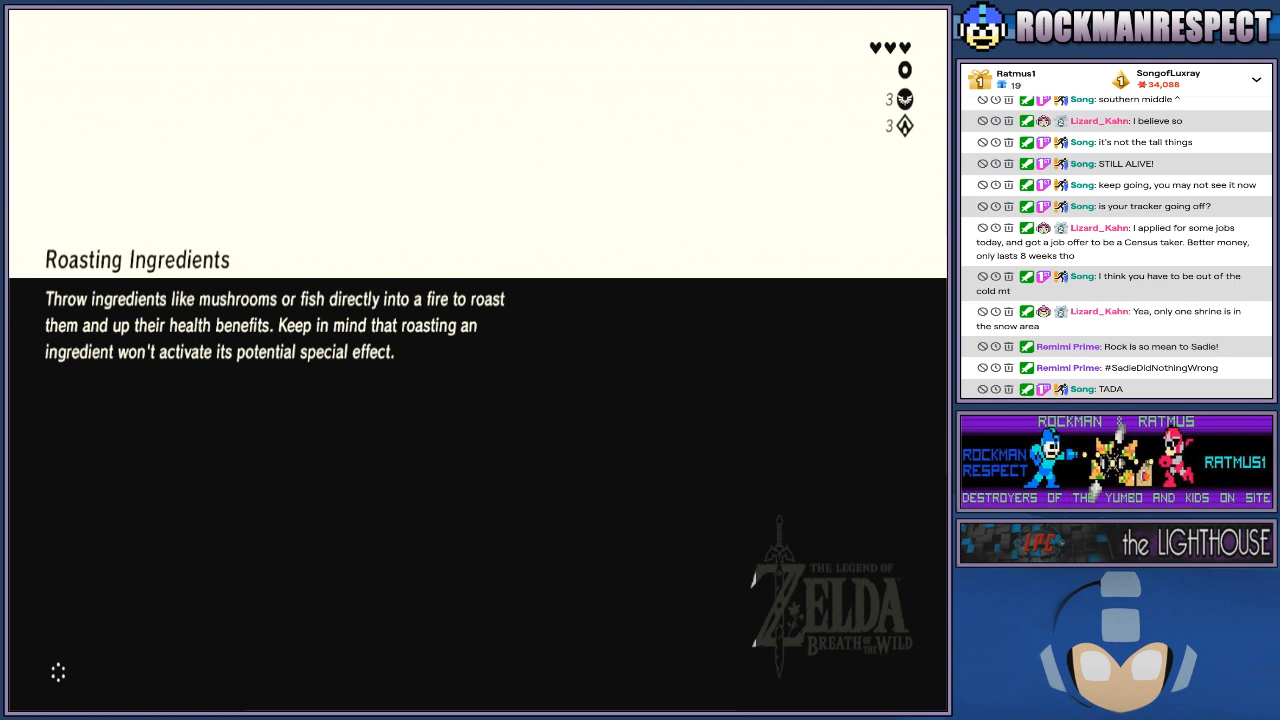 3
3
Roasting Ingredients
Throw ingredients like mushrooms or fish directly into a fire to roast
them and up their health benefits. Keep in mind that roasting an
ingredient won't activate its potential special effect.
THE LEGEND OF
ZELDA
BREATH OF THE WILD
ROCKMANRESPECT
Ratmus1
19
SongofLuxray
34,086
Song: southern middle ^
Lizard_Kahn: I believe so
Song: it's not the tall things
Song: STILL ALIVE!
Song: keep going, you may not see it now
Song: is your tracker going off?
Lizard_Kahn: I applied for some jobs
today, and got a job offer to be a Census taker. Better money,
only lasts 8 weeks tho
Song: I think you have to be out of the
cold mt
Lizard_Kahn: Yea, only one shrine is in
the snow area
Remimi Prime: Rock is so mean to Sadie!
Remimi Prime: #SadieDidNothingWrong
Song: TADA
ROCKMAN & RATMUS
ROCKMAN
RESPECT
RATMUS1
DESTROYERS OF THE YUMBO AND KIDS ON SITE
LPC the LIGHTHOUSE